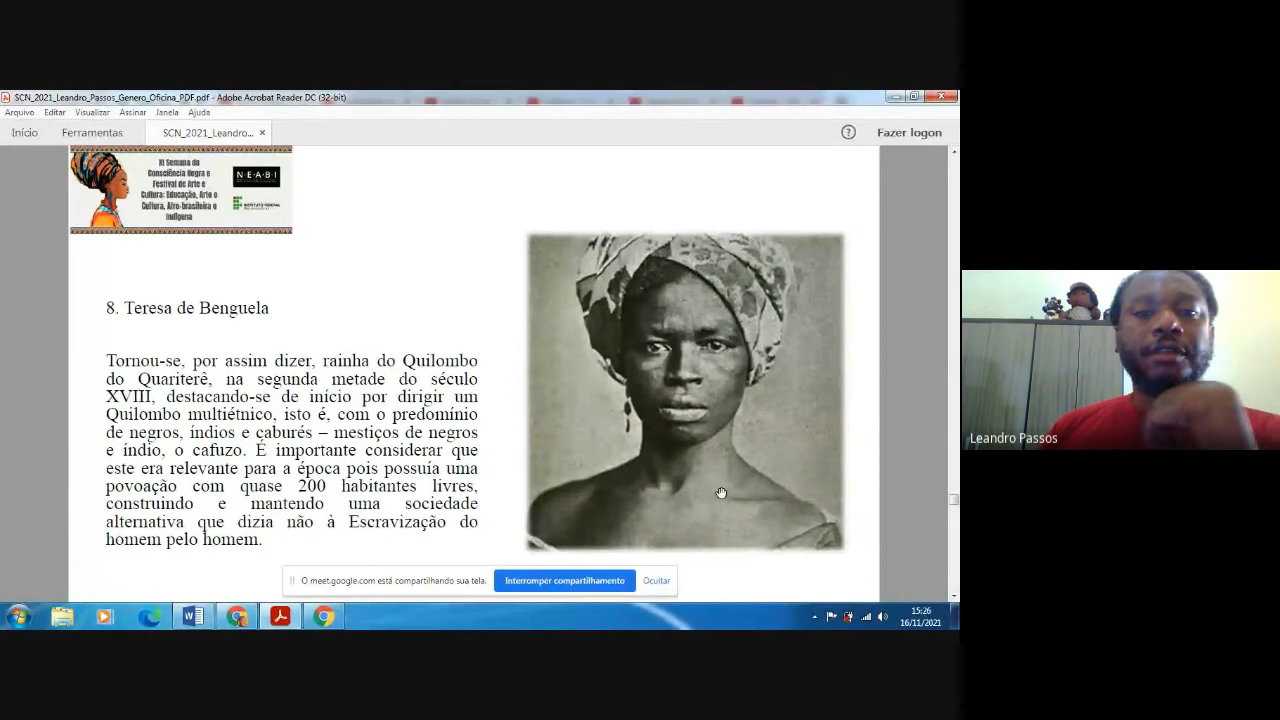 SCN_2021_Leandro_Passos_Genero_Oficina_PDF.pdf - Adobe Acrobat Reader DC (32-bit)
Arquivo Editar Visualizar Assinar Janela Ajuda
Início Ferramentas SCN_2021_Leandro... × Fazer logon
XI Semana da
Consciência Negra e
Festival de Arte e
Cultura: Educação, Arte e
Cultura, Afro-brasileira e
Indígena
N·E·A·B·I
INSTITUTO FEDERAL
8. Teresa de Benguela
Tornou-se, por assim dizer, rainha do Quilombo
do Quariterê, na segunda metade do século
XVIII, destacando-se de início por dirigir um
Quilombo multiétnico, isto é, com o predomínio
de negros, índios e caburés – mestiços de negros
e índio, o cafuzo. É importante considerar que
este era relevante para a época pois possuía uma
povoação com quase 200 habitantes livres,
construindo e mantendo uma sociedade
alternativa que dizia não à Escravização do
homem pelo homem.
O meet.google.com está compartilhando sua tela. Interromper compartilhamento Ocultar
15:26
16/11/2021
Leandro Passos